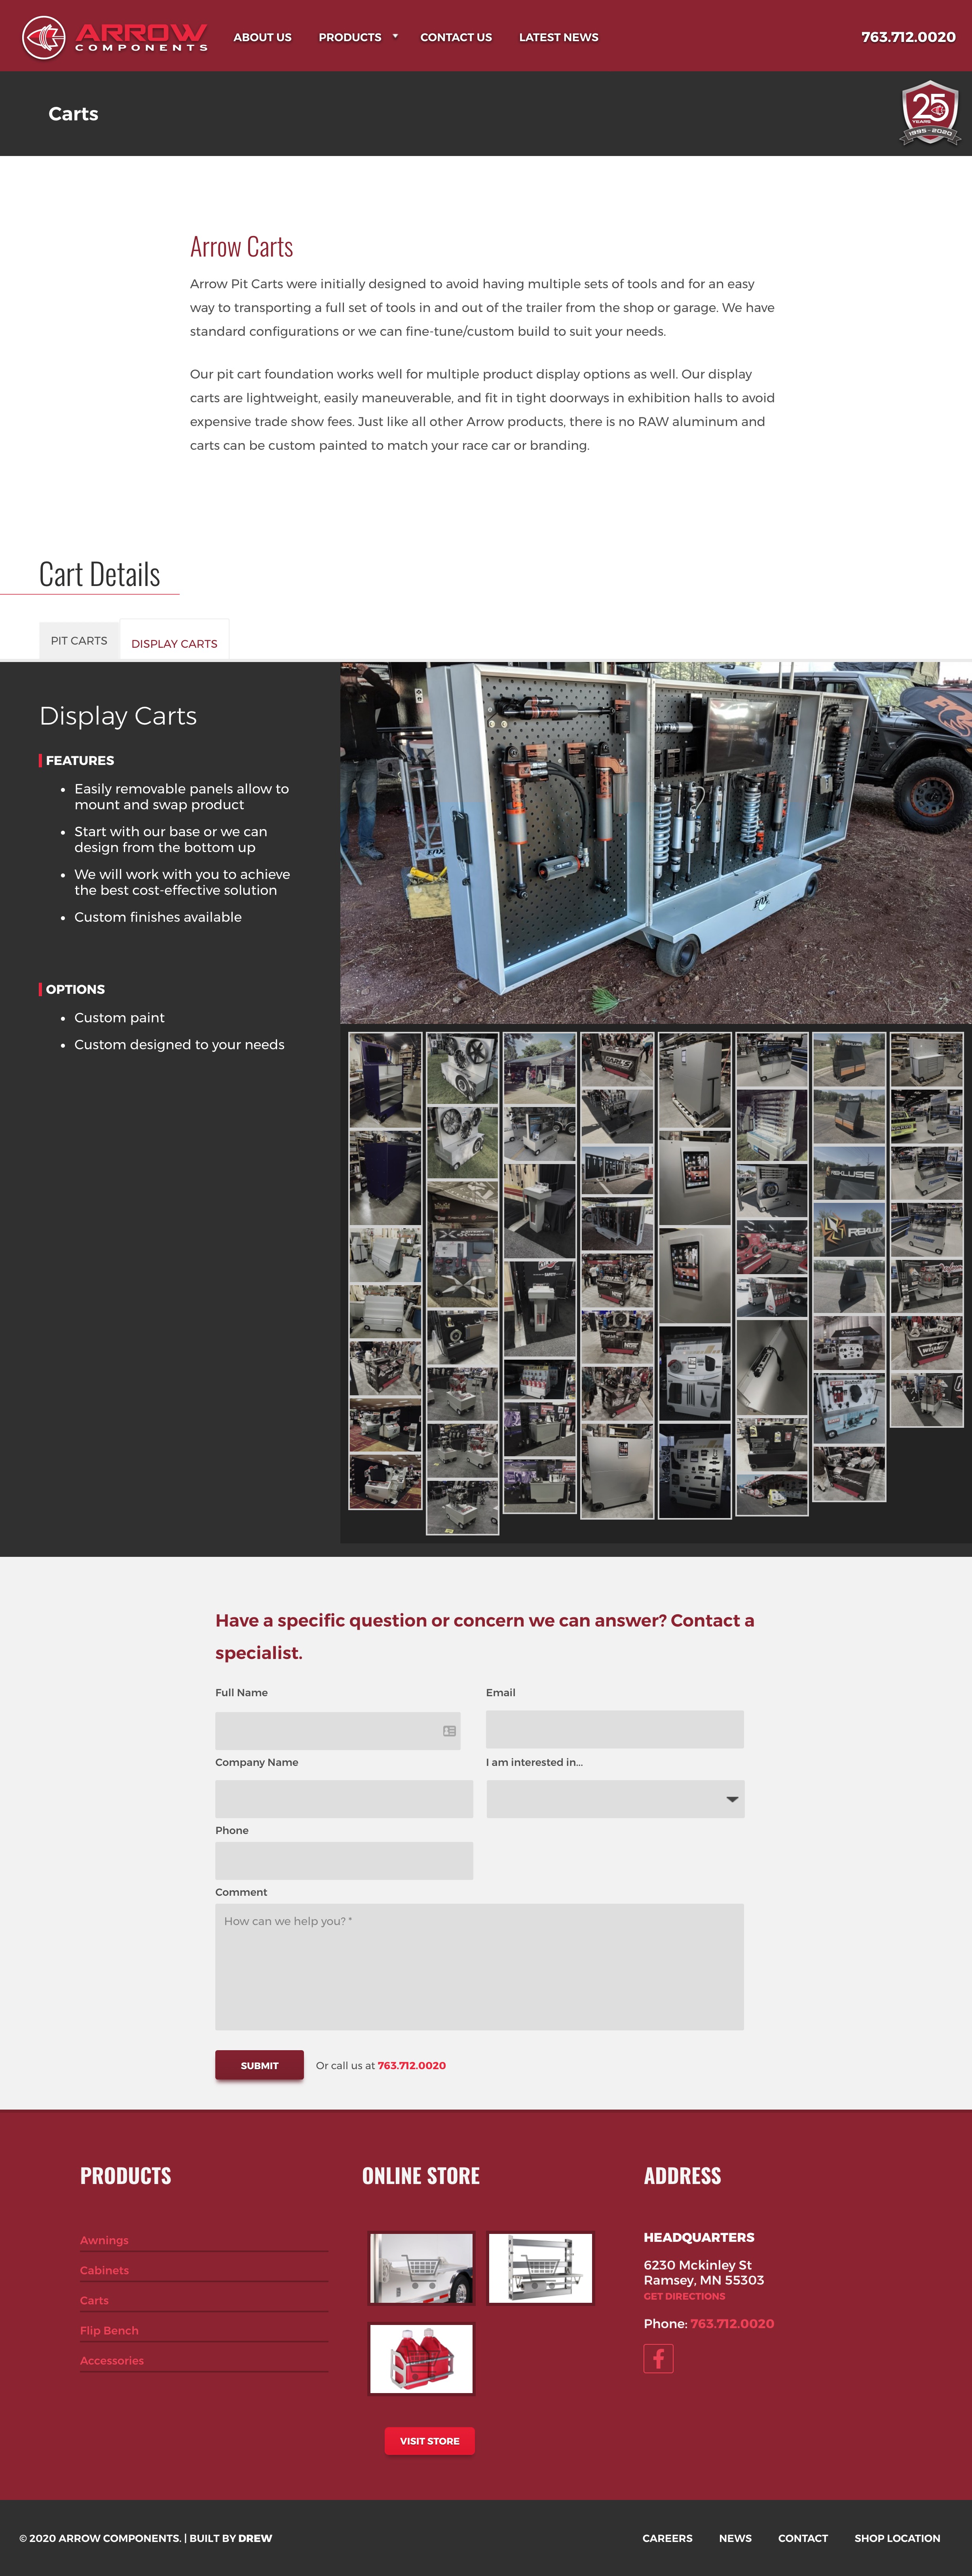 ARROW
COMPONENTS
ABOUT US
PRODUCTS
CONTACT US
LATEST NEWS
763.712.0020
Carts
25
YEARS
1995 - 2020
Arrow Carts
Arrow Pit Carts were initially designed to avoid having multiple sets of tools and for an easy
way to transporting a full set of tools in and out of the trailer from the shop or garage. We have
standard configurations or we can fine-tune/custom build to suit your needs.
Our pit cart foundation works well for multiple product display options as well. Our display
carts are lightweight, easily maneuverable, and fit in tight doorways in exhibition halls to avoid
expensive trade show fees. Just like all other Arrow products, there is no RAW aluminum and
carts can be custom painted to match your race car or branding.
Cart Details
PIT CARTS
DISPLAY CARTS
Display Carts
FEATURES
• Easily removable panels allow to
mount and swap product
• Start with our base or we can
design from the bottom up
• We will work with you to achieve
the best cost-effective solution
• Custom finishes available
OPTIONS
• Custom paint
• Custom designed to your needs
FOX
REKLUSE
Have a specific question or concern we can answer? Contact a
specialist.
Full Name
Email
Company Name
I am interested in...
Phone
Comment
How can we help you? *
SUBMIT
Or call us at 763.712.0020
PRODUCTS
Awnings
Cabinets
Carts
Flip Bench
Accessories
ONLINE STORE
VISIT STORE
ADDRESS
HEADQUARTERS
6230 Mckinley St
Ramsey, MN 55303
GET DIRECTIONS
Phone: 763.712.0020
© 2020 ARROW COMPONENTS. | BUILT BY DREW
CAREERS
NEWS
CONTACT
SHOP LOCATION